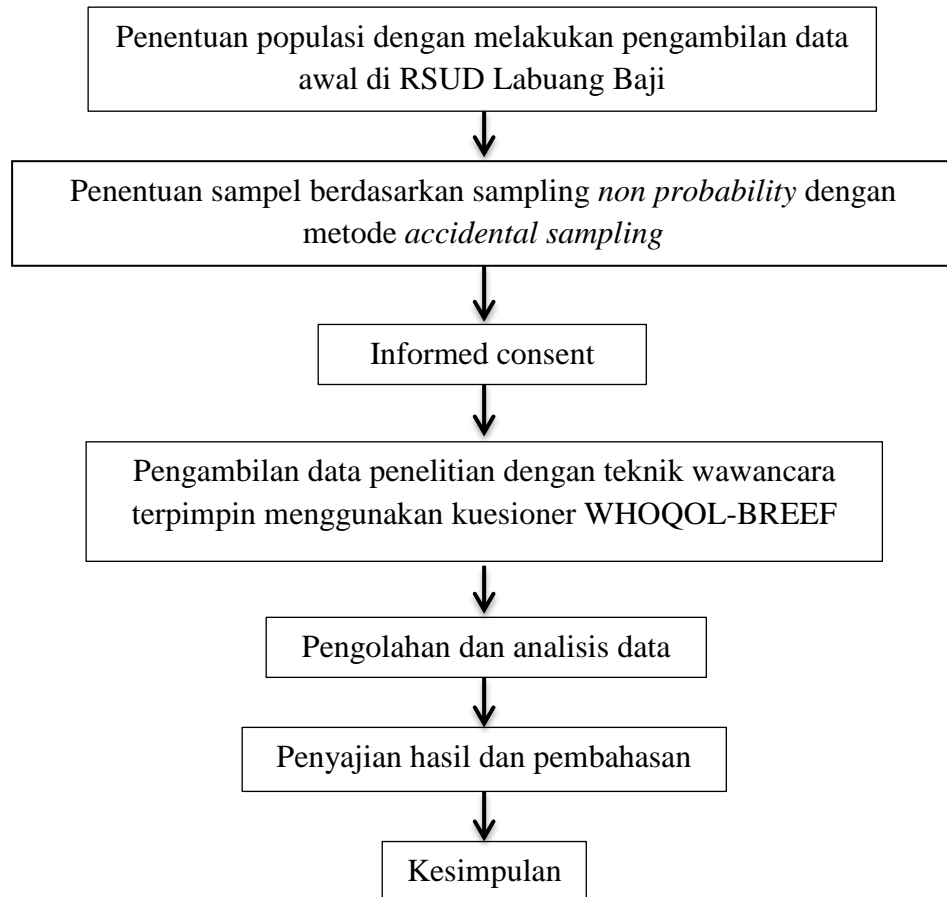 Penentuan populasi dengan melakukan pengambilan data
awal di RSUD Labuang Baji
Penentuan sampel berdasarkan sampling non probability dengan
metode accidental sampling
Informed consent
Pengambilan data penelitian dengan teknik wawancara
terpimpin menggunakan kuesioner WHOQOL-BREEF
Pengolahan dan analisis data
Penyajian hasil dan pembahasan
Kesimpulan